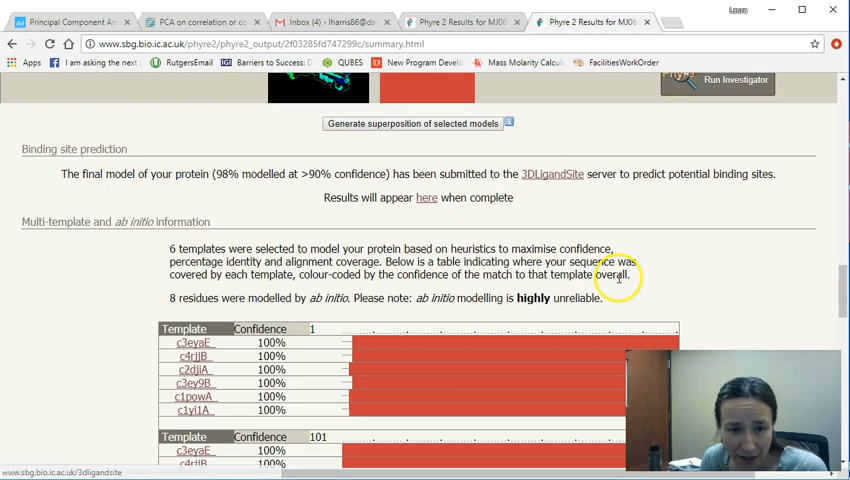 Laura
Principal Component An
PCA on correlation or co
Inbox (4) - lharris86@da
Phyre 2 Results for MJ06
Phyre 2 Results for MJ06
www.sbg.bio.ic.ac.uk/phyre2/phyre2_output/2f03285fd747299c/summary.html
Apps
I am asking the next
RutgersEmail
Barriers to Success: D
QUBES
New Program Develo
Mass Molarity Calcul
FacilitiesWorkOrder
Run Investigator
Generate superposition of selected models
Binding site prediction
The final model of your protein (98% modelled at >90% confidence) has been submitted to the 3DLigandSite server to predict potential binding sites.
Results will appear here when complete
Multi-template and ab initio information
6 templates were selected to model your protein based on heuristics to maximise confidence,
percentage identity and alignment coverage. Below is a table indicating where your sequence was
covered by each template, colour-coded by the confidence of the match to that template overall.
8 residues were modelled by ab initio. Please note: ab initio modelling is highly unreliable.
Template Confidence 1
c3eyaE_ 100%
c4rjjB_ 100%
c2djiA_ 100%
c3ey9B_ 100%
c1powA_ 100%
c1yi1A_ 100%
Template Confidence 101
c3eyaE_ 100%
c4rjjB_ 100%
www.sbg.bio.ic.ac.uk/3dligandsite